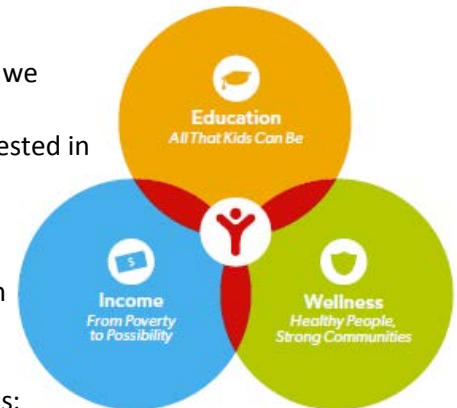 we
ested in
n
s:
Education
All That Kids Can Be
$
Income
From Poverty
to Possibility
Wellness
Healthy People,
Strong Communities